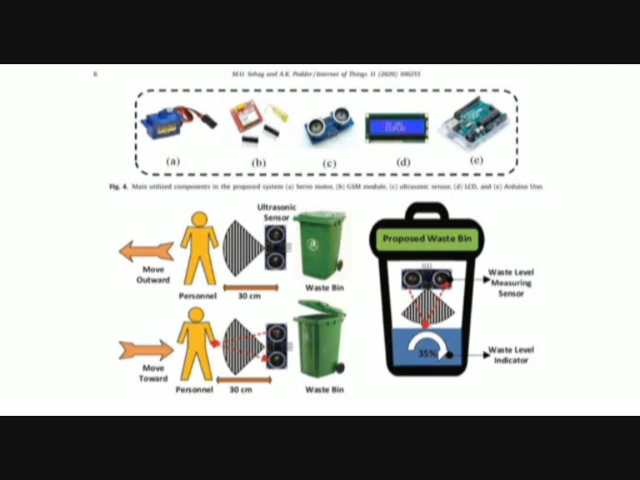 6
M.U. Sohag and A.K. Podder / Internet of Things 11 (2020) 100255
(a)
(b)
(c)
(d)
(e)
Fig. 4. Main utilized components in the proposed system (a) Servo motor, (b) GSM module, (c) ultrasonic sensor, (d) LCD, and (e) Arduino Uno.
Ultrasonic
Sensor
Move
Outward
Personnel
30 cm
Waste Bin
Move
Toward
Personnel
30 cm
Waste Bin
Proposed Waste Bin
Waste Level
Measuring
Sensor
35%
Waste Level
Indicator